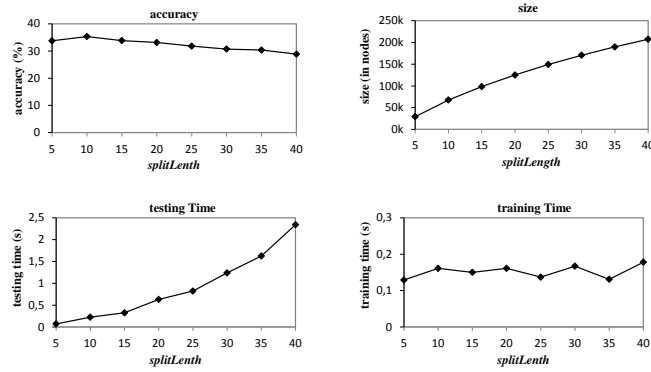 accuracy
accuracy (%)
40
30
20
10
0
5 10 15 20 25 30 35 40
splitLenth
size
size (in nodes)
250k
200k
150k
100k
50k
0k
5 10 15 20 25 30 35 40
splitLength
testing Time
testing time (s)
2,5
2
1,5
1
0,5
0
5 10 15 20 25 30 35 40
splitLenth
training Time
training time (s)
0,3
0,2
0,1
0
5 10 15 20 25 30 35 40
splitLenth